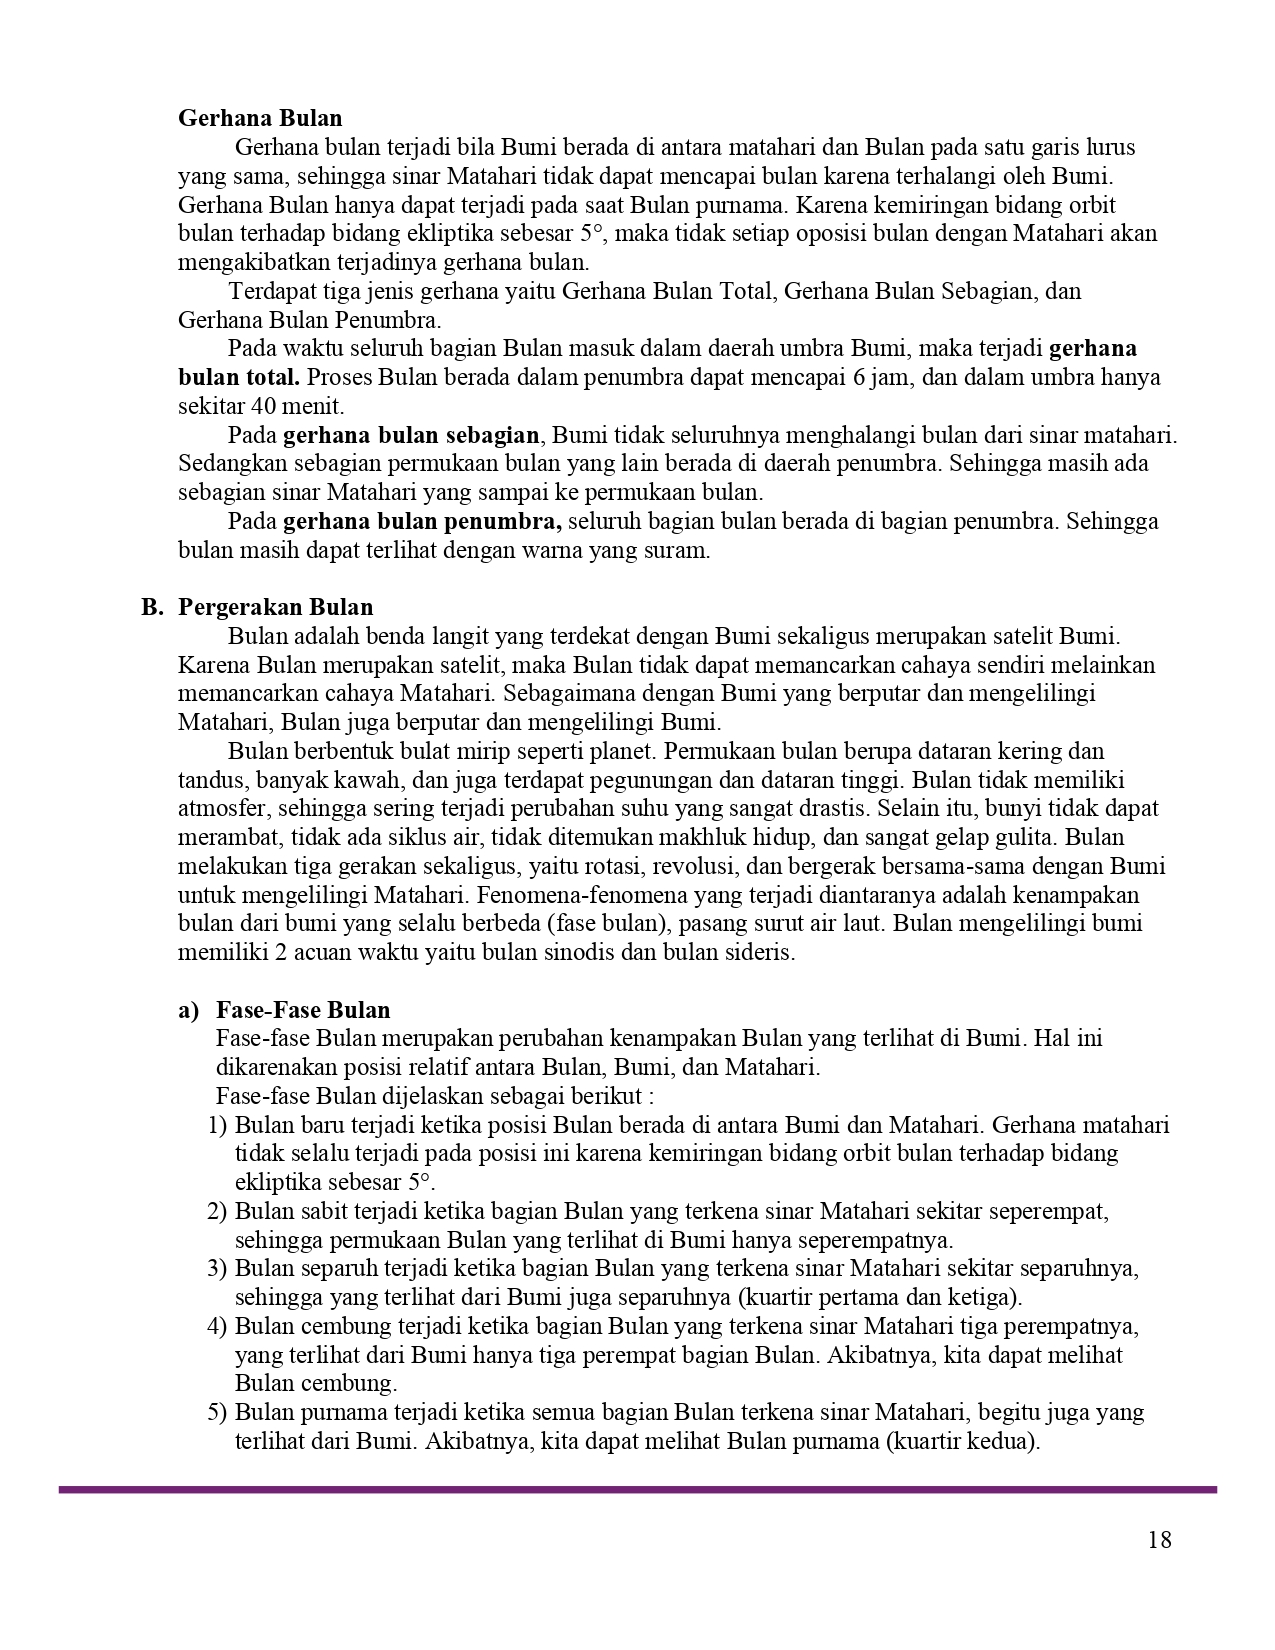 Gerhana Bulan
Gerhana bulan terjadi bila Bumi berada di antara matahari dan Bulan pada satu garis lurus
yang sama, sehingga sinar Matahari tidak dapat mencapai bulan karena terhalangi oleh Bumi.
Gerhana Bulan hanya dapat terjadi pada saat Bulan purnama. Karena kemiringan bidang orbit
bulan terhadap bidang ekliptika sebesar 5°, maka tidak setiap oposisi bulan dengan Matahari akan
mengakibatkan terjadinya gerhana bulan.
Terdapat tiga jenis gerhana yaitu Gerhana Bulan Total, Gerhana Bulan Sebagian, dan
Gerhana Bulan Penumbra.
Pada waktu seluruh bagian Bulan masuk dalam daerah umbra Bumi, maka terjadi gerhana
bulan total. Proses Bulan berada dalam penumbra dapat mencapai 6 jam, dan dalam umbra hanya
sekitar 40 menit.
Pada gerhana bulan sebagian, Bumi tidak seluruhnya menghalangi bulan dari sinar matahari.
Sedangkan sebagian permukaan bulan yang lain berada di daerah penumbra. Sehingga masih ada
sebagian sinar Matahari yang sampai ke permukaan bulan.
Pada gerhana bulan penumbra, seluruh bagian bulan berada di bagian penumbra. Sehingga
bulan masih dapat terlihat dengan warna yang suram.
B. Pergerakan Bulan
Bulan adalah benda langit yang terdekat dengan Bumi sekaligus merupakan satelit Bumi.
Karena Bulan merupakan satelit, maka Bulan tidak dapat memancarkan cahaya sendiri melainkan
memancarkan cahaya Matahari. Sebagaimana dengan Bumi yang berputar dan mengelilingi
Matahari, Bulan juga berputar dan mengelilingi Bumi.
Bulan berbentuk bulat mirip seperti planet. Permukaan bulan berupa dataran kering dan
tandus, banyak kawah, dan juga terdapat pegunungan dan dataran tinggi. Bulan tidak memiliki
atmosfer, sehingga sering terjadi perubahan suhu yang sangat drastis. Selain itu, bunyi tidak dapat
merambat, tidak ada siklus air, tidak ditemukan makhluk hidup, dan sangat gelap gulita. Bulan
melakukan tiga gerakan sekaligus, yaitu rotasi, revolusi, dan bergerak bersama-sama dengan Bumi
untuk mengelilingi Matahari. Fenomena-fenomena yang terjadi diantaranya adalah kenampakan
bulan dari bumi yang selalu berbeda (fase bulan), pasang surut air laut. Bulan mengelilingi bumi
memiliki 2 acuan waktu yaitu bulan sinodis dan bulan sideris.
a) Fase-Fase Bulan
Fase-fase Bulan merupakan perubahan kenampakan Bulan yang terlihat di Bumi. Hal ini
dikarenakan posisi relatif antara Bulan, Bumi, dan Matahari.
Fase-fase Bulan dijelaskan sebagai berikut :
1) Bulan baru terjadi ketika posisi Bulan berada di antara Bumi dan Matahari. Gerhana matahari
tidak selalu terjadi pada posisi ini karena kemiringan bidang orbit bulan terhadap bidang
ekliptika sebesar 5°.
2) Bulan sabit terjadi ketika bagian Bulan yang terkena sinar Matahari sekitar seperempat,
sehingga permukaan Bulan yang terlihat di Bumi hanya seperempatnya.
3) Bulan separuh terjadi ketika bagian Bulan yang terkena sinar Matahari sekitar separuhnya,
sehingga yang terlihat dari Bumi juga separuhnya (kuartir pertama dan ketiga).
4) Bulan cembung terjadi ketika bagian Bulan yang terkena sinar Matahari tiga perempatnya,
yang terlihat dari Bumi hanya tiga perempat bagian Bulan. Akibatnya, kita dapat melihat
Bulan cembung.
5) Bulan purnama terjadi ketika semua bagian Bulan terkena sinar Matahari, begitu juga yang
terlihat dari Bumi. Akibatnya, kita dapat melihat Bulan purnama (kuartir kedua).
18